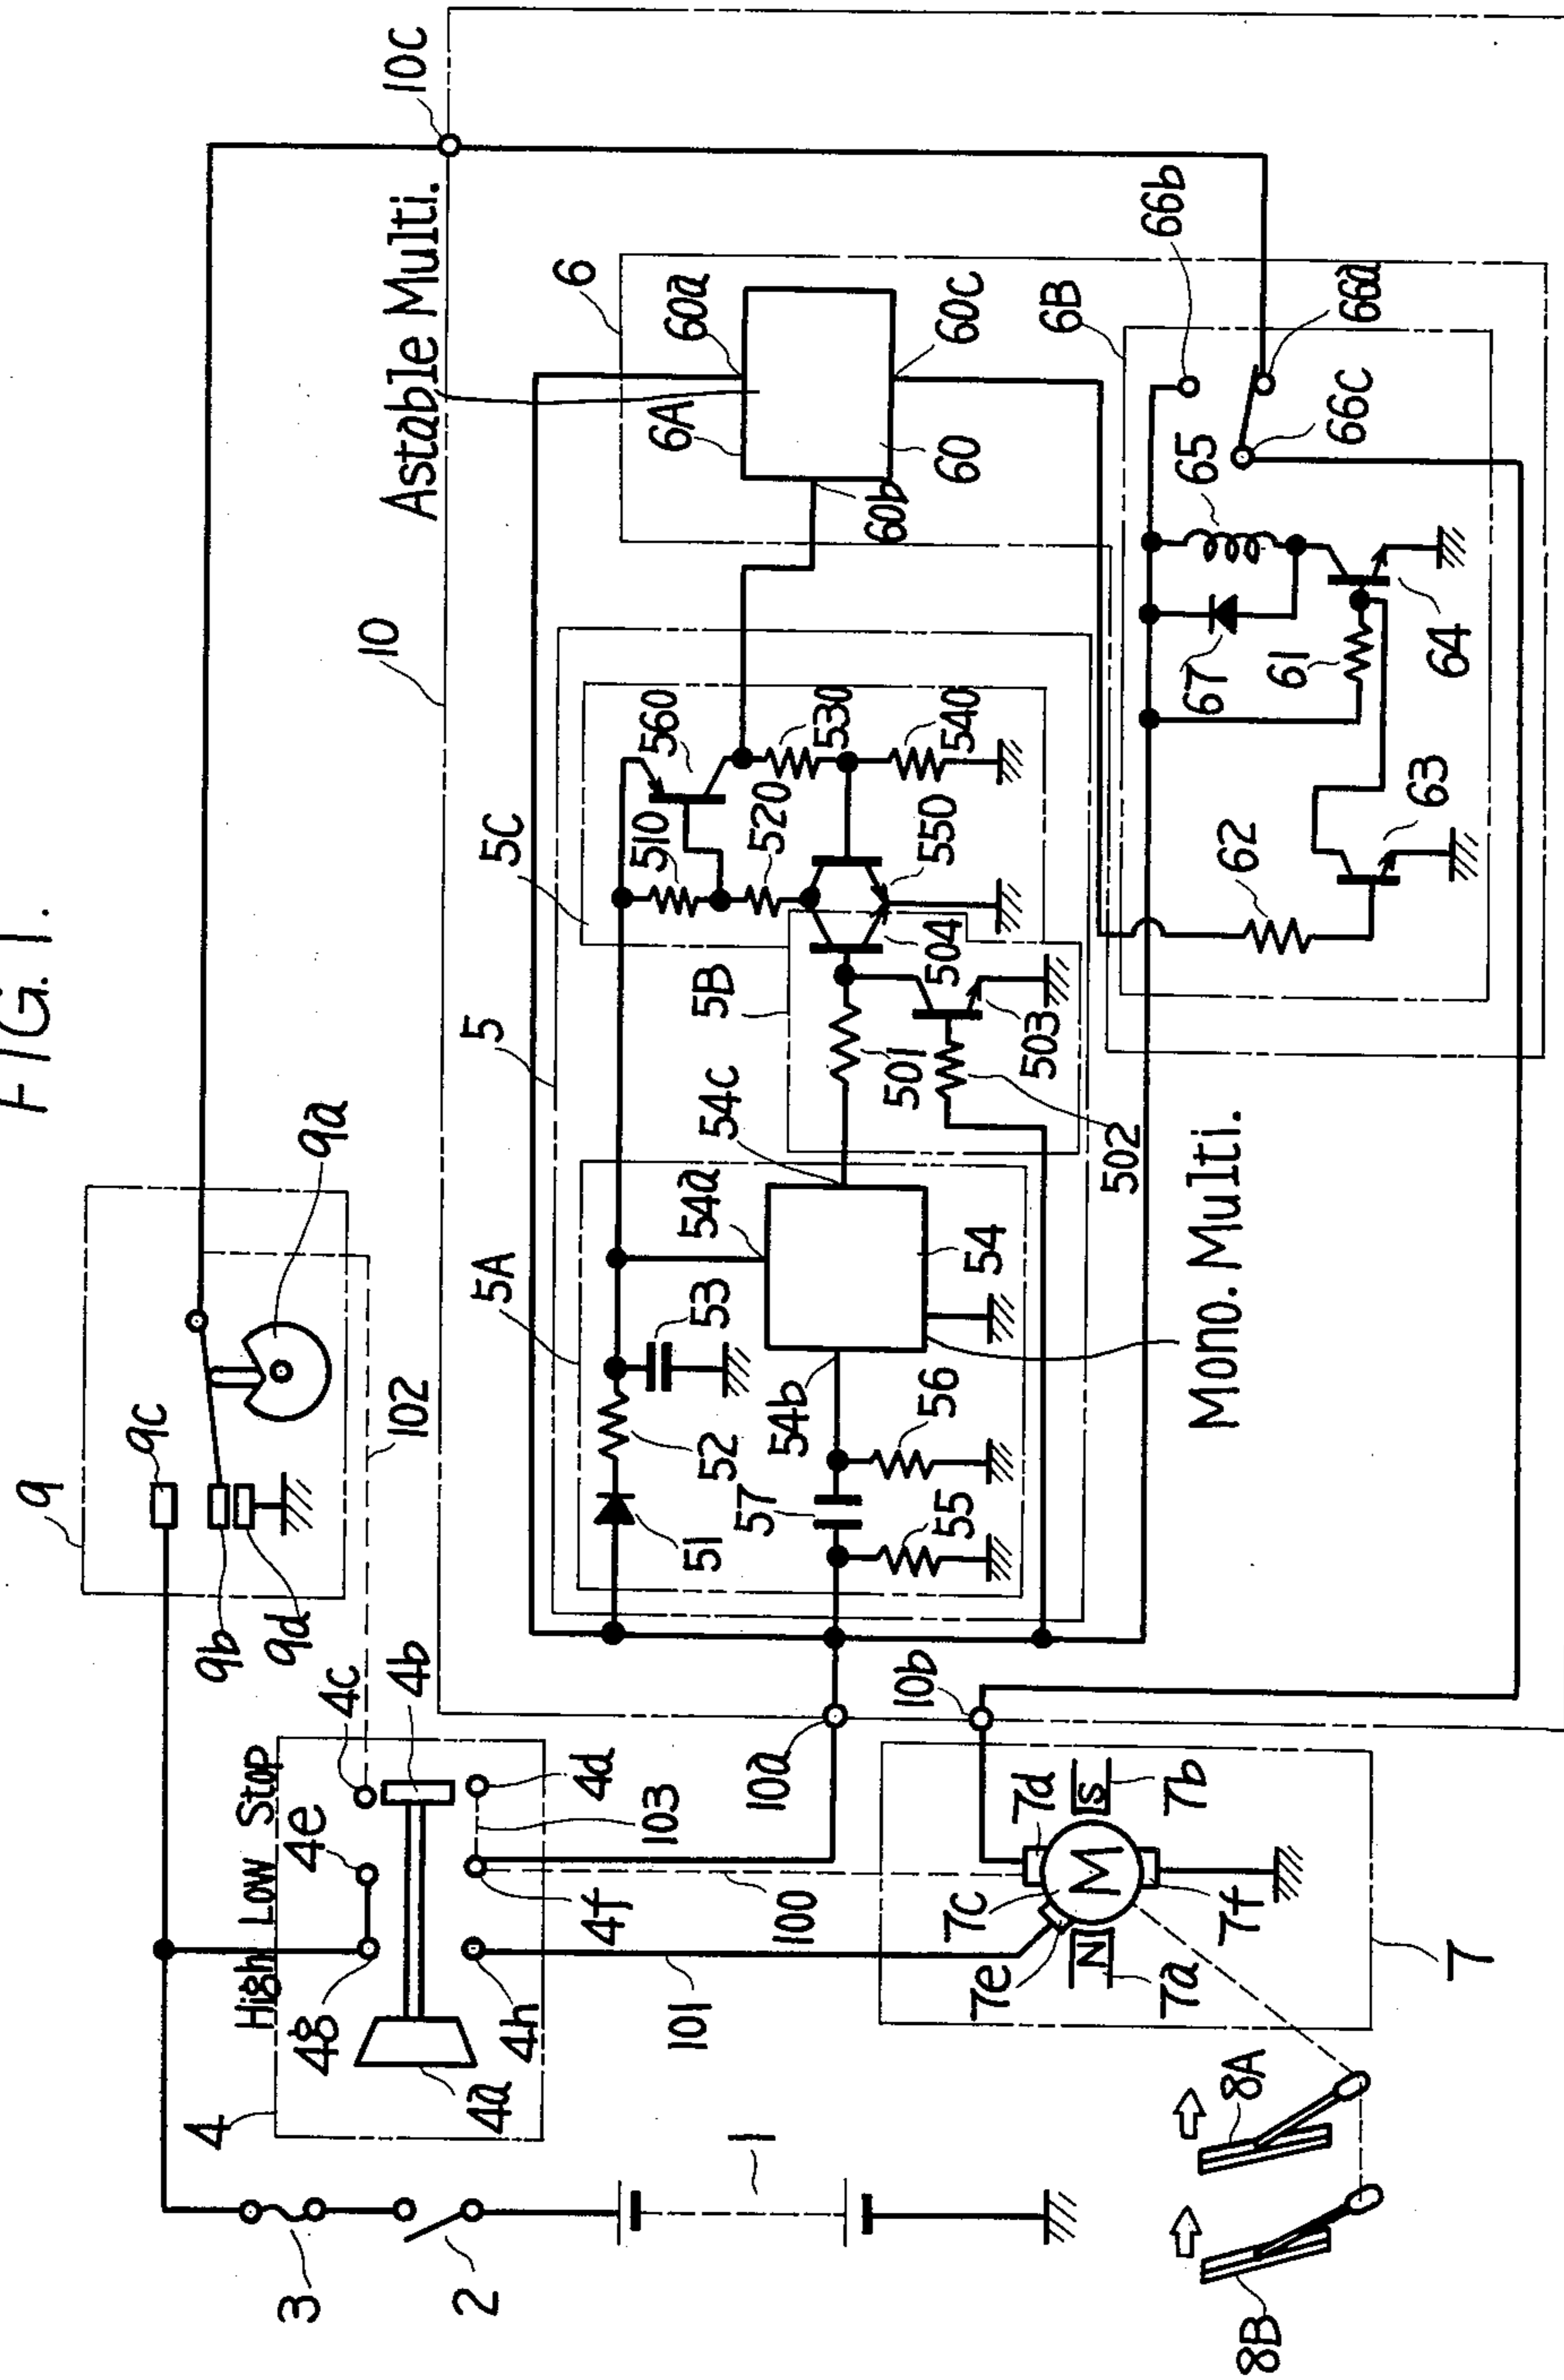 FIG. 1.
9
9c
9b
9d
9a
102
10
10C
Astable Multi.
4
High
Low
Stop
4g
4e
4c
4b
4a
4h
4f
4d
103
100
101
3
2
1
10a
10b
5
5A
5B
5C
51
52
53
54
54a
54b
54c
55
56
57
Mono. Multi.
501
502
503
504
510
520
530
540
550
560
6
6A
6B
60
60a
60b
60c
61
62
63
64
65
66a
66b
66c
67
7
7a
7b
7c
7d
7e
7f
N
M
S
8A
8B